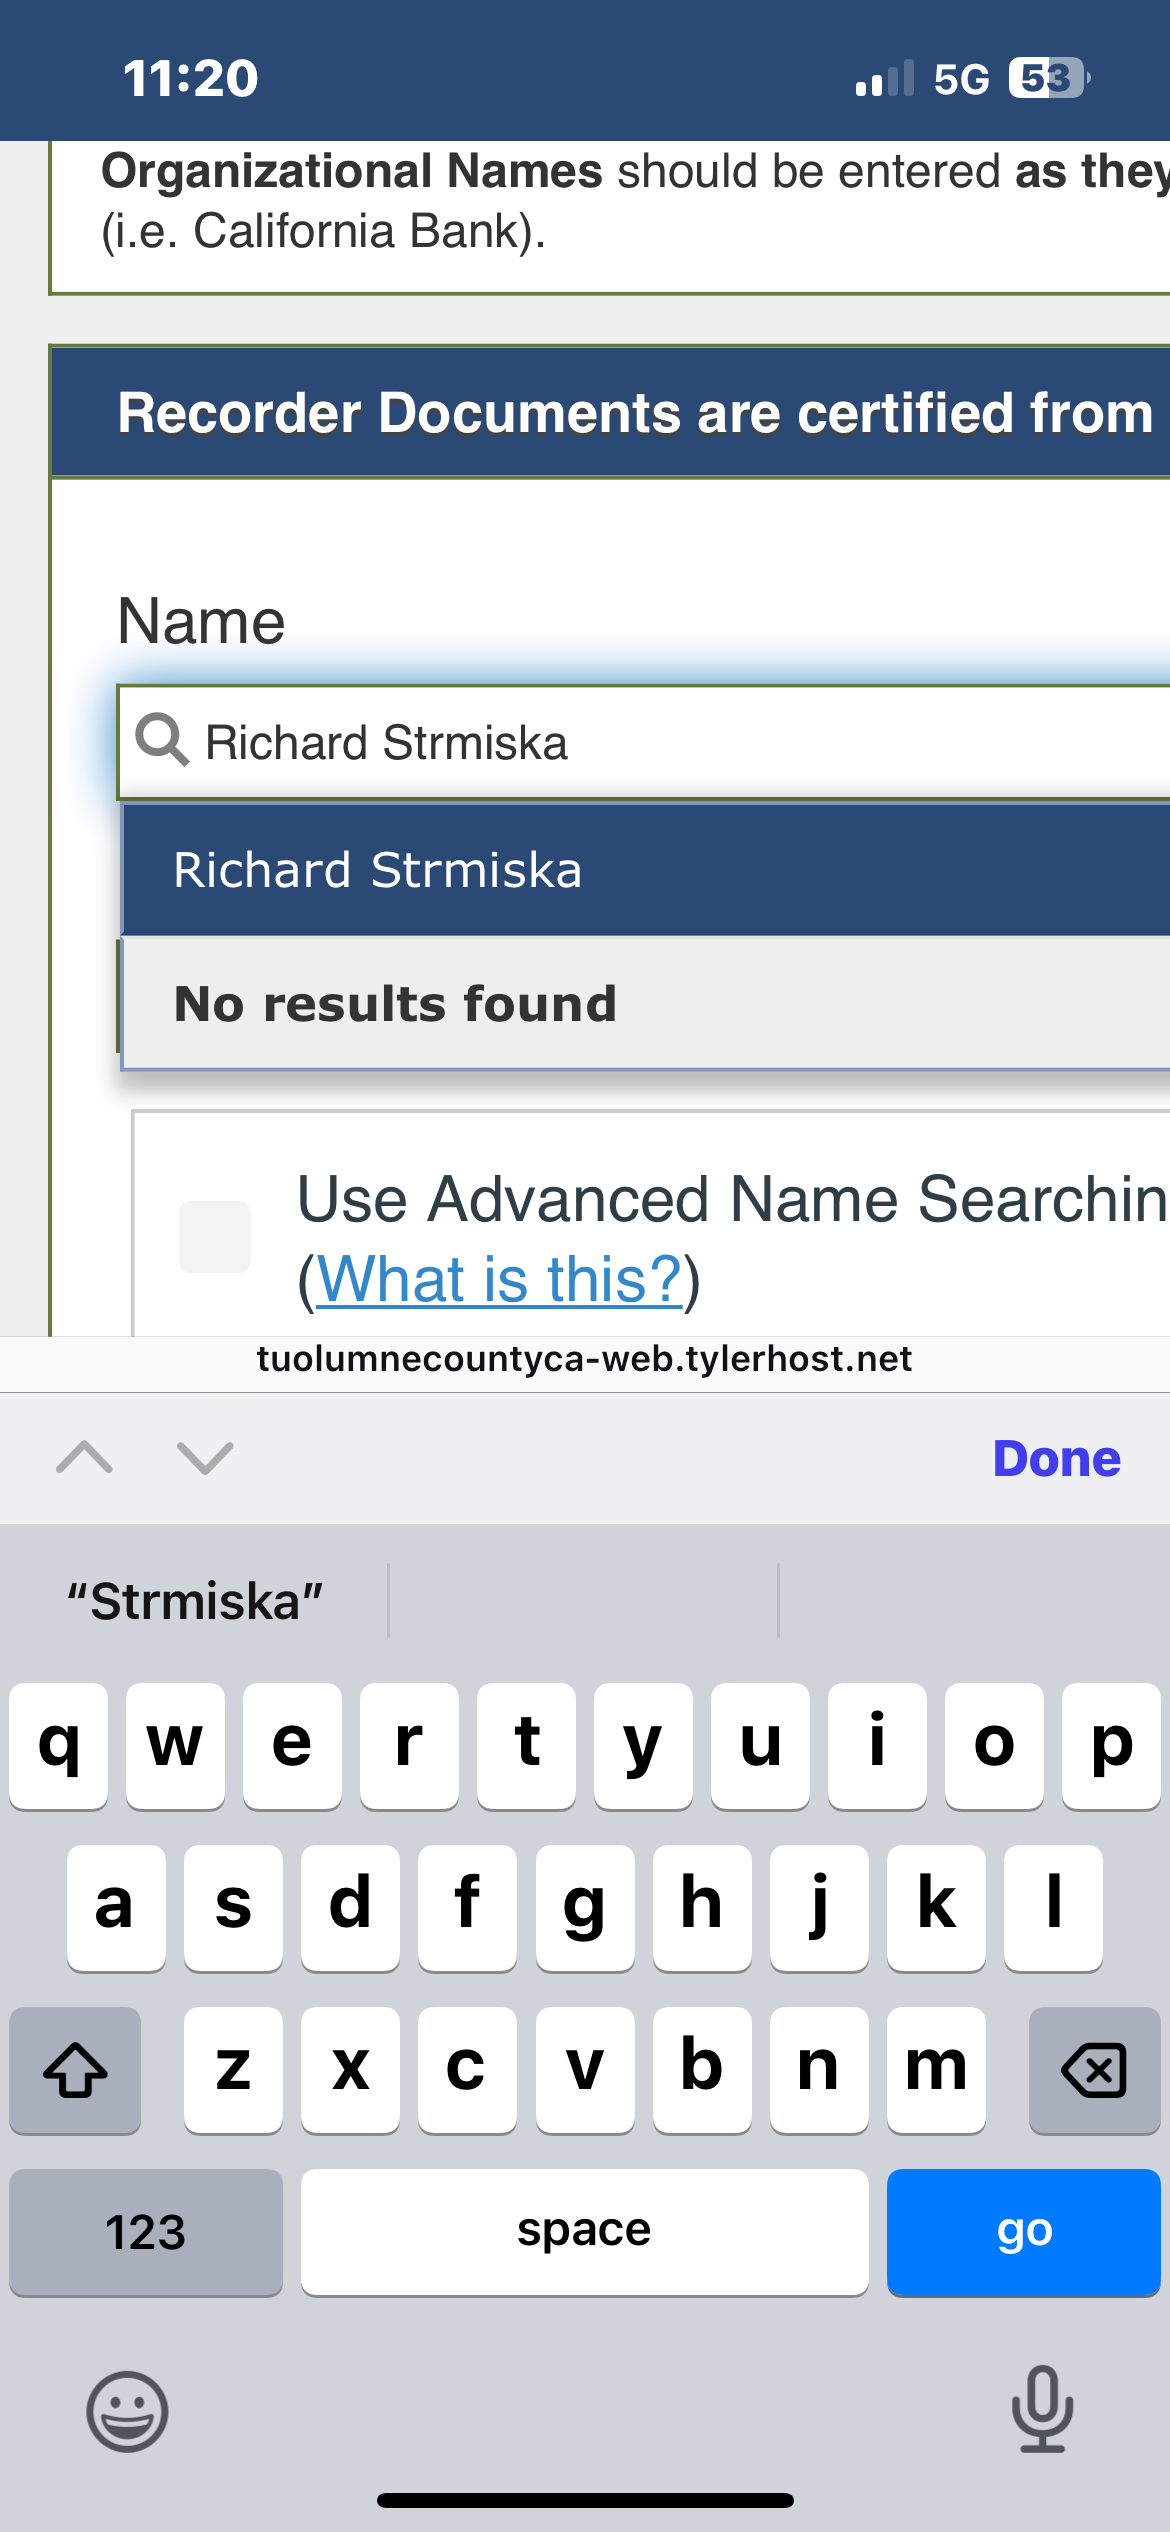 11:20
5G 53
Organizational Names should be entered as they
(i.e. California Bank).
Recorder Documents are certified from
Name
Richard Strmiska
Richard Strmiska
No results found
Use Advanced Name Searchin
(What is this?)
tuolumnecountyca-web.tylerhost.net
Done
“Strmiska”
q w e r t y u i o p
a s d f g h j k l
z x c v b n m
123 space go